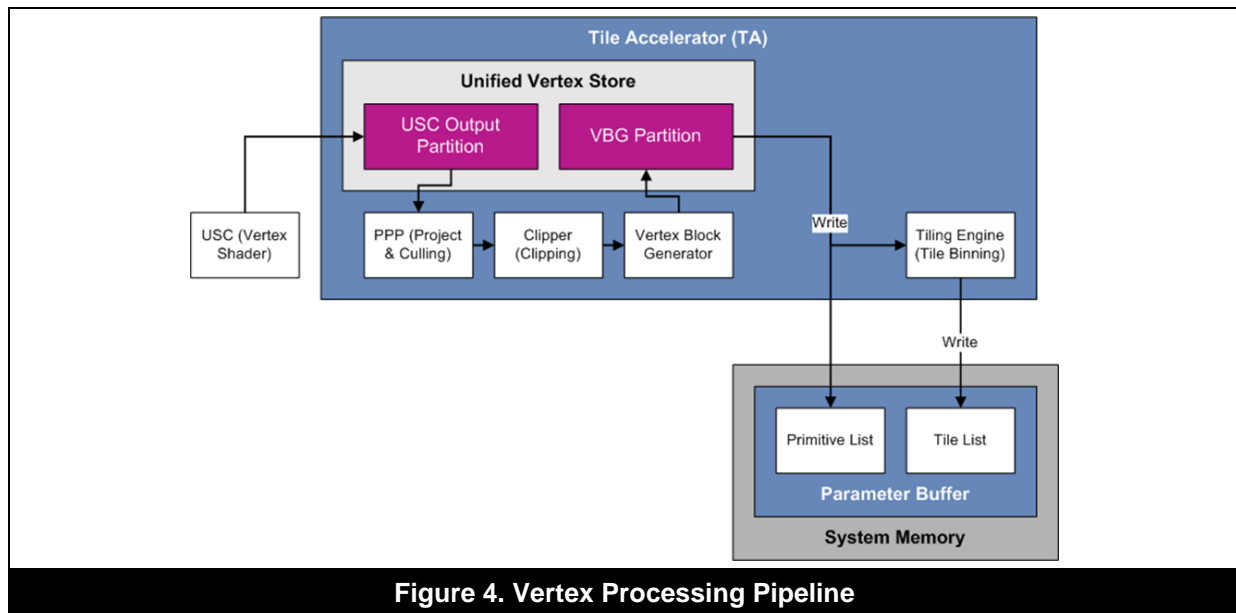 Tile Accelerator (TA)
Unified Vertex Store
USC Output
Partition
VBG Partition
USC (Vertex
Shader)
PPP (Project
& Culling)
Clipper
(Clipping)
Vertex Block
Generator
Write
Tiling Engine
(Tile Binning)
Write
Primitive List
Tile List
Parameter Buffer
System Memory
Figure 4. Vertex Processing Pipeline